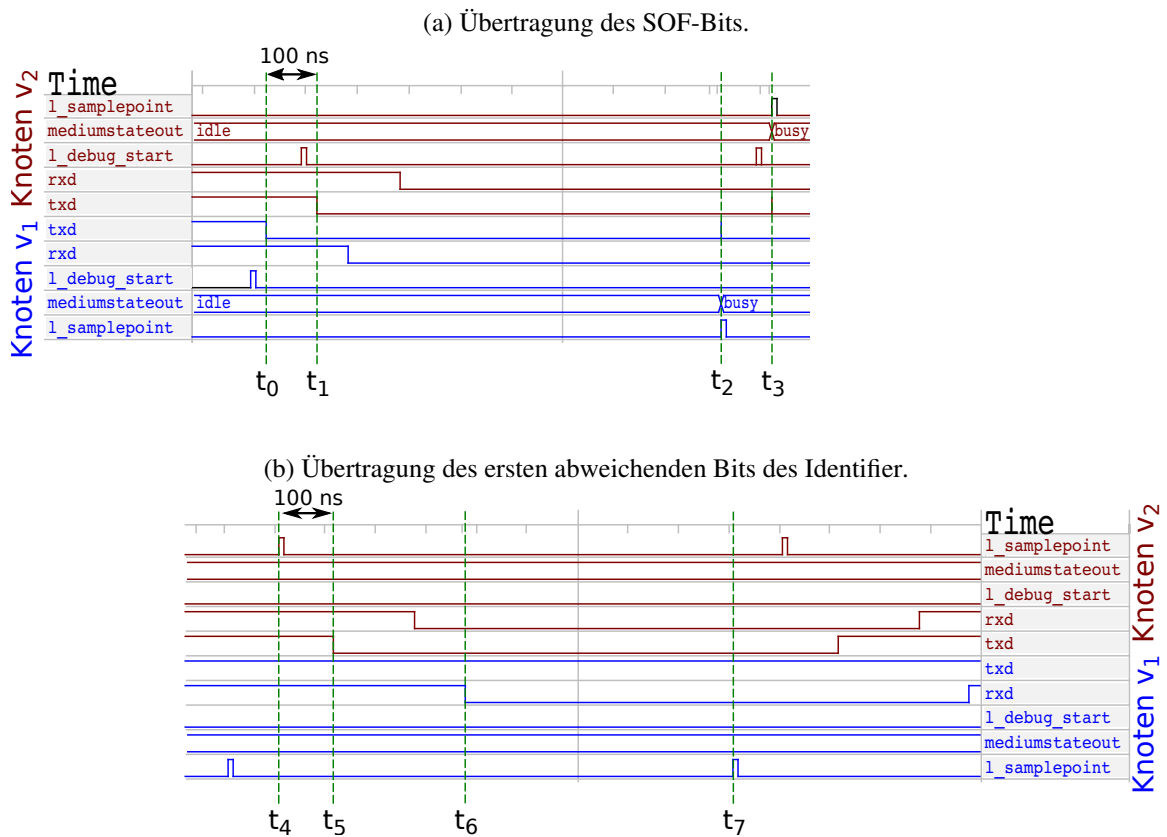 (a) Übertragung des SOF-Bits.
100 ns
Time
Knoten v2
l_samplepoint
mediumstateout idle busy
l_debug_start
rxd
txd
Knoten v1
txd
rxd
l_debug_start
mediumstateout idle busy
l_samplepoint
t0 t1 t2 t3
(b) Übertragung des ersten abweichenden Bits des Identifier.
100 ns
Time
Knoten v2
l_samplepoint
mediumstateout
l_debug_start
rxd
txd
Knoten v1
txd
rxd
l_debug_start
mediumstateout
l_samplepoint
t4 t5 t6 t7